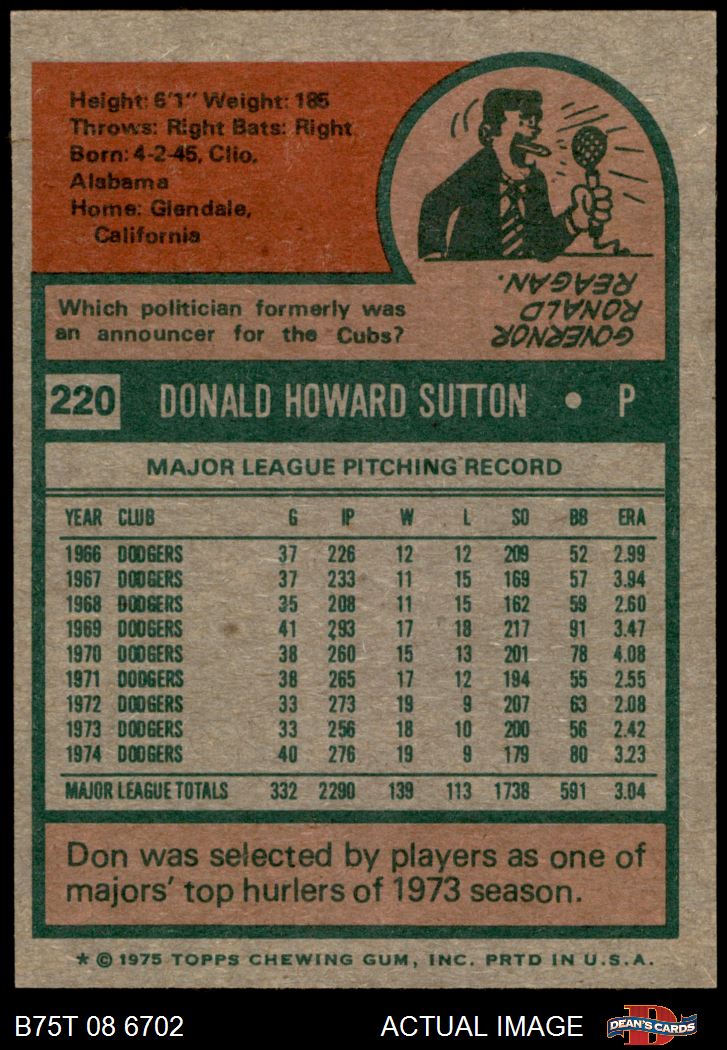 Height: 6'1" Weight: 185
Throws: Right Bats: Right
Born: 4-2-45, Clio,
Alabama
Home: Glendale,
California
Which politician formerly was
an announcer for the Cubs?
GOVERNOR
RONALD
REAGAN.
220 DONALD HOWARD SUTTON • P
MAJOR LEAGUE PITCHING RECORD
YEAR CLUB G IP W L SO BB ERA
1966 DODGERS 37 226 12 12 209 52 2.99
1967 DODGERS 37 233 11 15 169 57 3.94
1968 DODGERS 35 208 11 15 162 59 2.60
1969 DODGERS 41 293 17 18 217 91 3.47
1970 DODGERS 38 260 15 13 201 78 4.08
1971 DODGERS 38 265 17 12 194 55 2.55
1972 DODGERS 33 273 19 9 207 63 2.08
1973 DODGERS 33 256 18 10 200 56 2.42
1974 DODGERS 40 276 19 9 179 80 3.23
MAJOR LEAGUE TOTALS 332 2290 139 113 1738 591 3.04
Don was selected by players as one of
majors' top hurlers of 1973 season.
* © 1975 TOPPS CHEWING GUM, INC. PRTD IN U.S.A.
B75T 08 6702 ACTUAL IMAGE DEAN'S CARDS